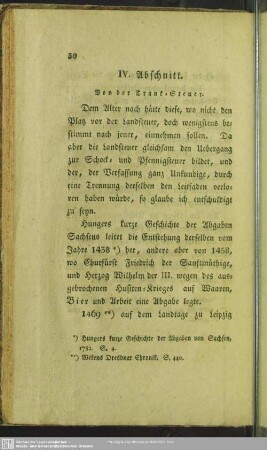 50
IV. Abschnitt.
Von der Trank-Steuer.
Dem Alter nach hätte diese, wo nicht den
Platz vor der Landsteuer, doch wenigstens be-
stimmt nach jener, einnehmen sollen. Da
aber die Landsteuer gleichsam den Uebergang
zur Schock- und Pfennigsteuer bildet, und
der, der Verfassung ganz Unkundige, durch
eine Trennung derselben den Leitfaden verlo-
ren haben würde, so glaube ich entschuldigt
zu seyn.
Hungers kurze Geschichte der Abgaben
Sachsens leitet die Entstehung derselben vom
Jahre 1438 *) her, andere aber von 1458,
wo Churfürst Friedrich der Sanftmüthige,
und Herzog Wilhelm der III. wegen des aus-
gebrochenen Husiten-Krieges auf Waaren,
Bier und Arbeit eine Abgabe legte.
1469 **) auf dem Landtage zu Leipzig
*) Hungers kurze Geschichte der Abgaben von Sachsen,
1782. S. 4.
**) Wekens Dresdner Chronik. S. 440.